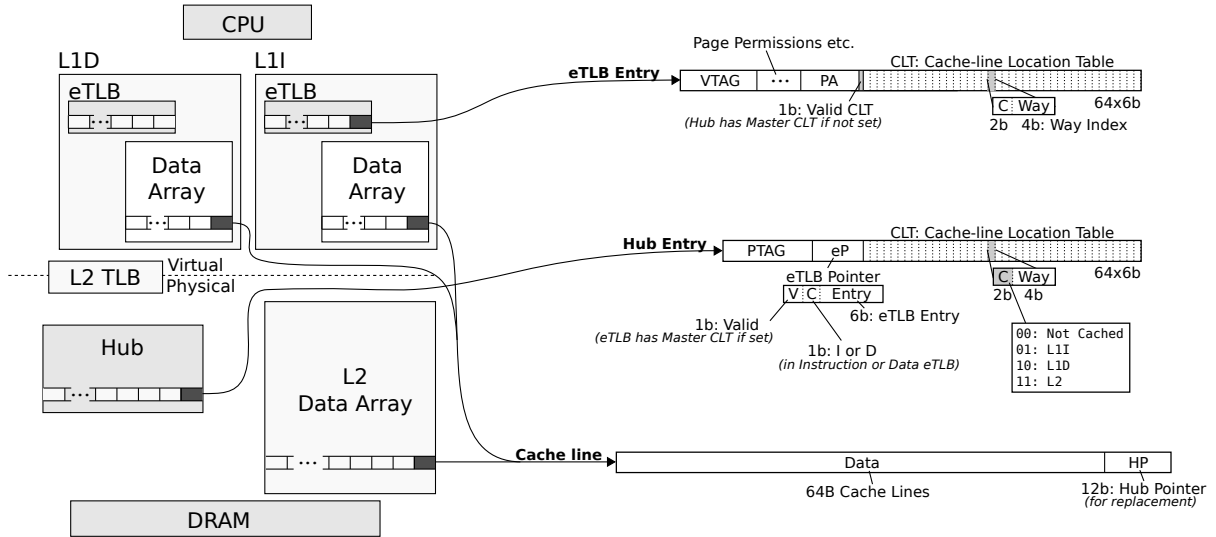 CPU
L1D
L1I
eTLB
eTLB
...
...
Data
Array
Data
Array
...
...
L2 TLB
Virtual
Physical
Hub
...
L2
Data Array
...
DRAM
Page Permissions etc.
eTLB Entry
VTAG
...
PA
CLT: Cache-line Location Table
1b: Valid CLT
(Hub has Master CLT if not set)
C
Way
64x6b
2b
4b: Way Index
Hub Entry
PTAG
eP
CLT: Cache-line Location Table
eTLB Pointer
64x6b
V
C
Entry
C
Way
2b
4b
6b: eTLB Entry
1b: Valid
(eTLB has Master CLT if set)
1b: I or D
(in Instruction or Data eTLB)
00: Not Cached
01: L1I
10: L1D
11: L2
Cache line
Data
HP
64B Cache Lines
12b: Hub Pointer
(for replacement)